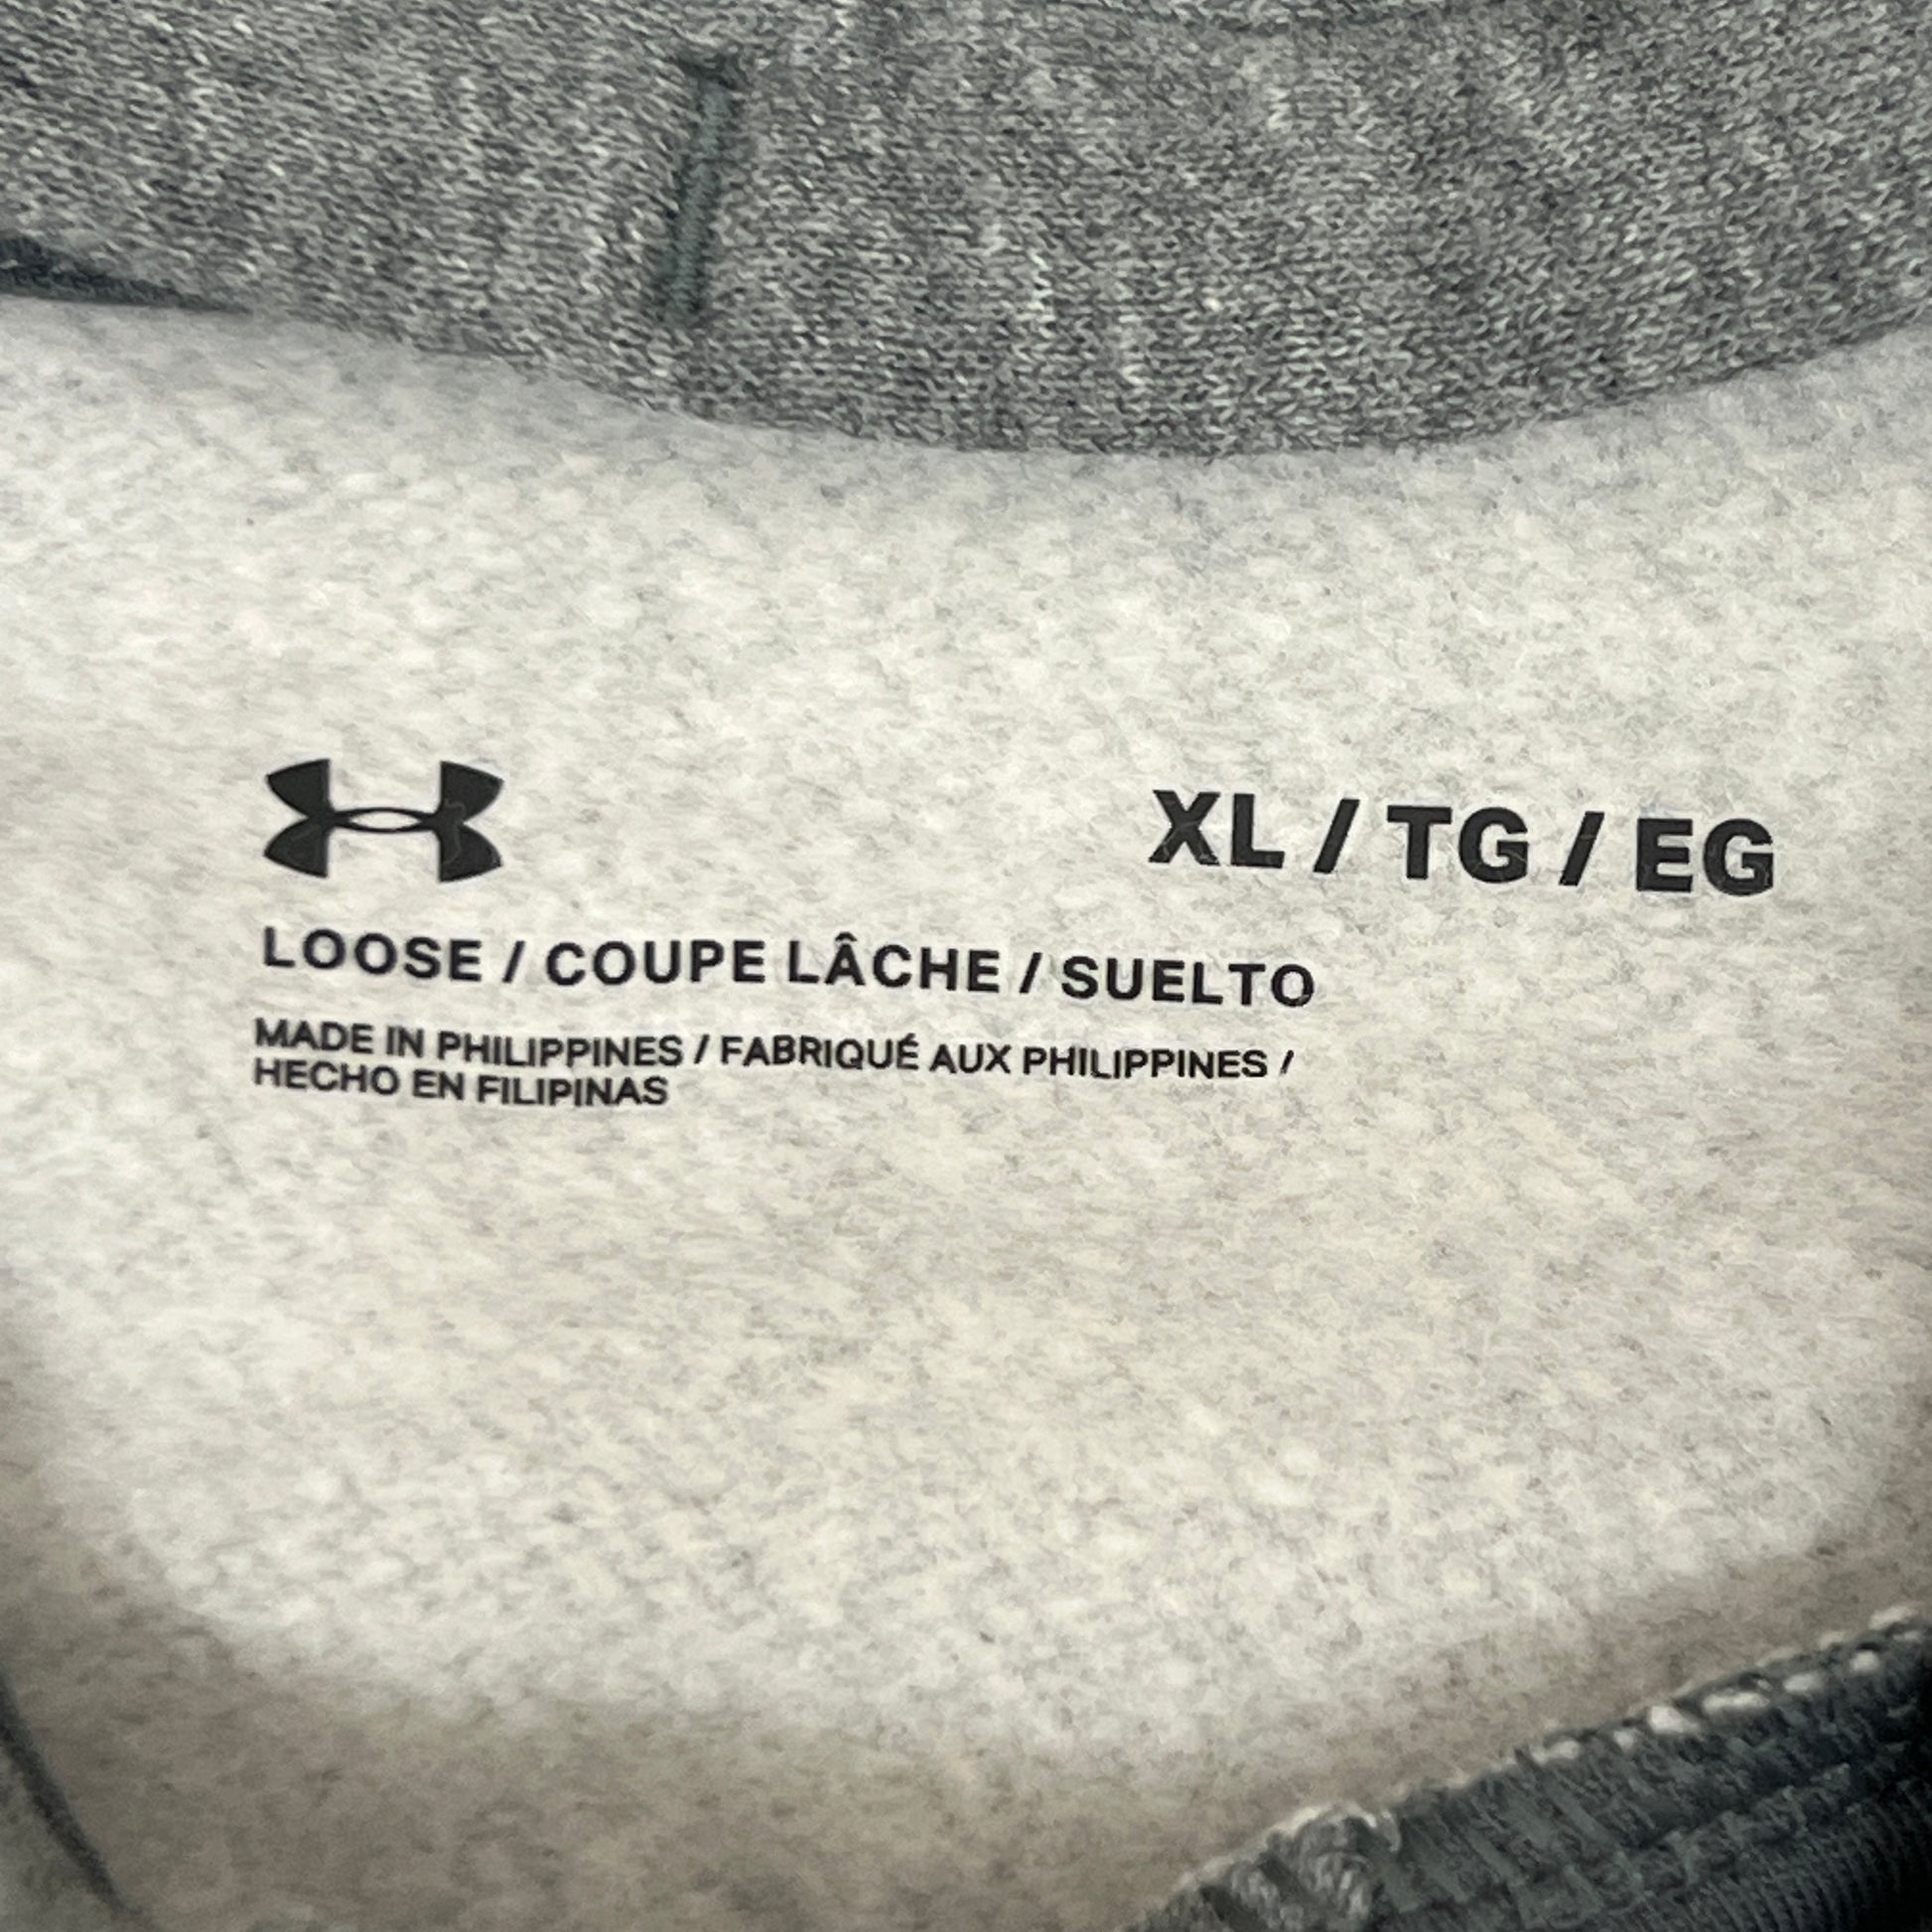 XL / TG / EG
LOOSE / COUPE LÂCHE / SUELTO
MADE IN PHILIPPINES / FABRIQUÉ AUX PHILIPPINES /
HECHO EN FILIPINAS